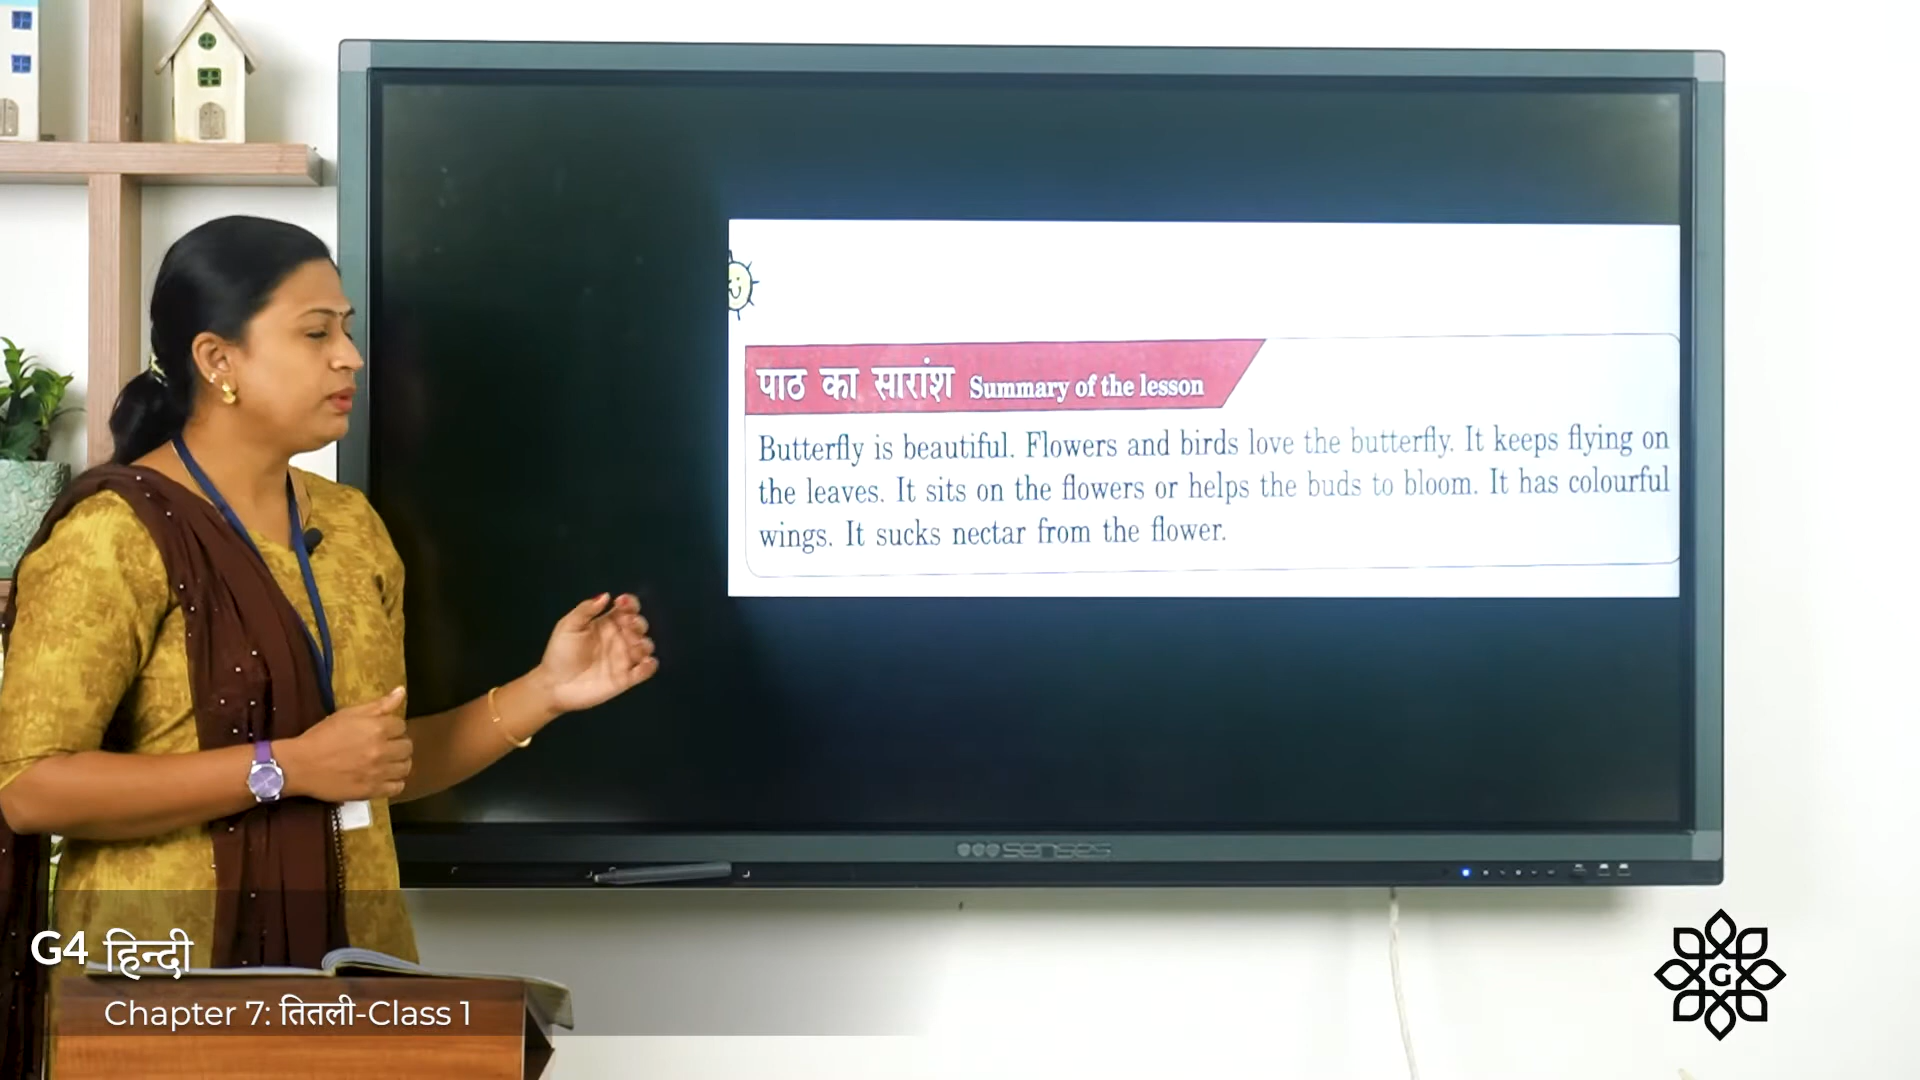 पाठ का सारांश Summary of the lesson
Butterfly is beautiful. Flowers and birds love the butterfly. It keeps flying on
the leaves. It sits on the flowers or helps the buds to bloom. It has colourful
wings. It sucks nectar from the flower.
senses
G4 हिन्दी
Chapter 7: तितली-Class 1
G